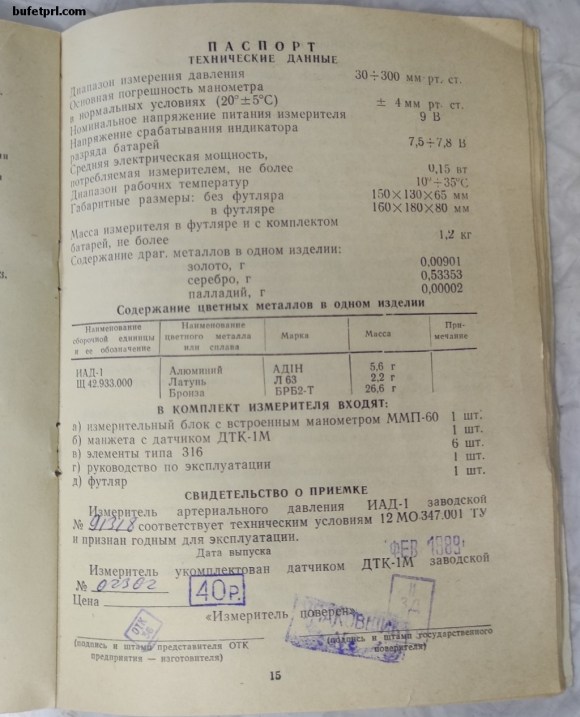 bufetprl.com
ПАСПОРТ
ТЕХНИЧЕСКИЕ ДАННЫЕ
Диапазон измерения давления 30÷300 мм рт. ст.
Основная погрешность манометра
в нормальных условиях (20°±5°С) ± 4 мм рт. ст.
Номинальное напряжение питания измерителя 9 В
Напряжение срабатывания индикатора
разряда батарей 7,5÷7,8 В
Средняя электрическая мощность,
потребляемая измерителем, не более 0,15 вт
Диапазон рабочих температур 10°÷35°С
Габаритные размеры: без футляра 150×130×65 мм
в футляре 160×180×80 мм
Масса измерителя в футляре и с комплектом
батарей, не более 1,2 кг
Содержание драг. металлов в одном изделии:
золото, г 0,00901
серебро, г 0,53353
палладий, г 0,00002
Содержание цветных металлов в одном изделии
Наименование сборочной единицы и ее обозначение Наименование цветного металла или сплава Марка Масса При-мечание
ИАД-1 Алюминий АД1Н 5,6 г
Щ 42.933.000 Латунь Л 63 2,2 г
Бронза БРБ2-Т 26,6 г
В КОМПЛЕКТ ИЗМЕРИТЕЛЯ ВХОДЯТ:
а) измерительный блок с встроенным манометром ММП-60 1 шт.
б) манжета с датчиком ДТК-1М 1 шт.
в) элементы типа 316 6 шт.
г) руководство по эксплуатации 1 шт.
д) футляр 1 шт.
СВИДЕТЕЛЬСТВО О ПРИЕМКЕ
Измеритель артериального давления ИАД-1 заводской
№ 91318 соответствует техническим условиям 12 МО 347.001 ТУ
и признан годным для эксплуатации.
Дата выпуска ФЕВ 1989
Измеритель укомплектован датчиком ДТК-1М заводской
№ 02302
Цена 40 р.
«Измеритель поверен»
ОТК
(подпись и штамп представителя ОТК
предприятия — изготовителя)
(подпись и штамп государственного
поверителя)
15